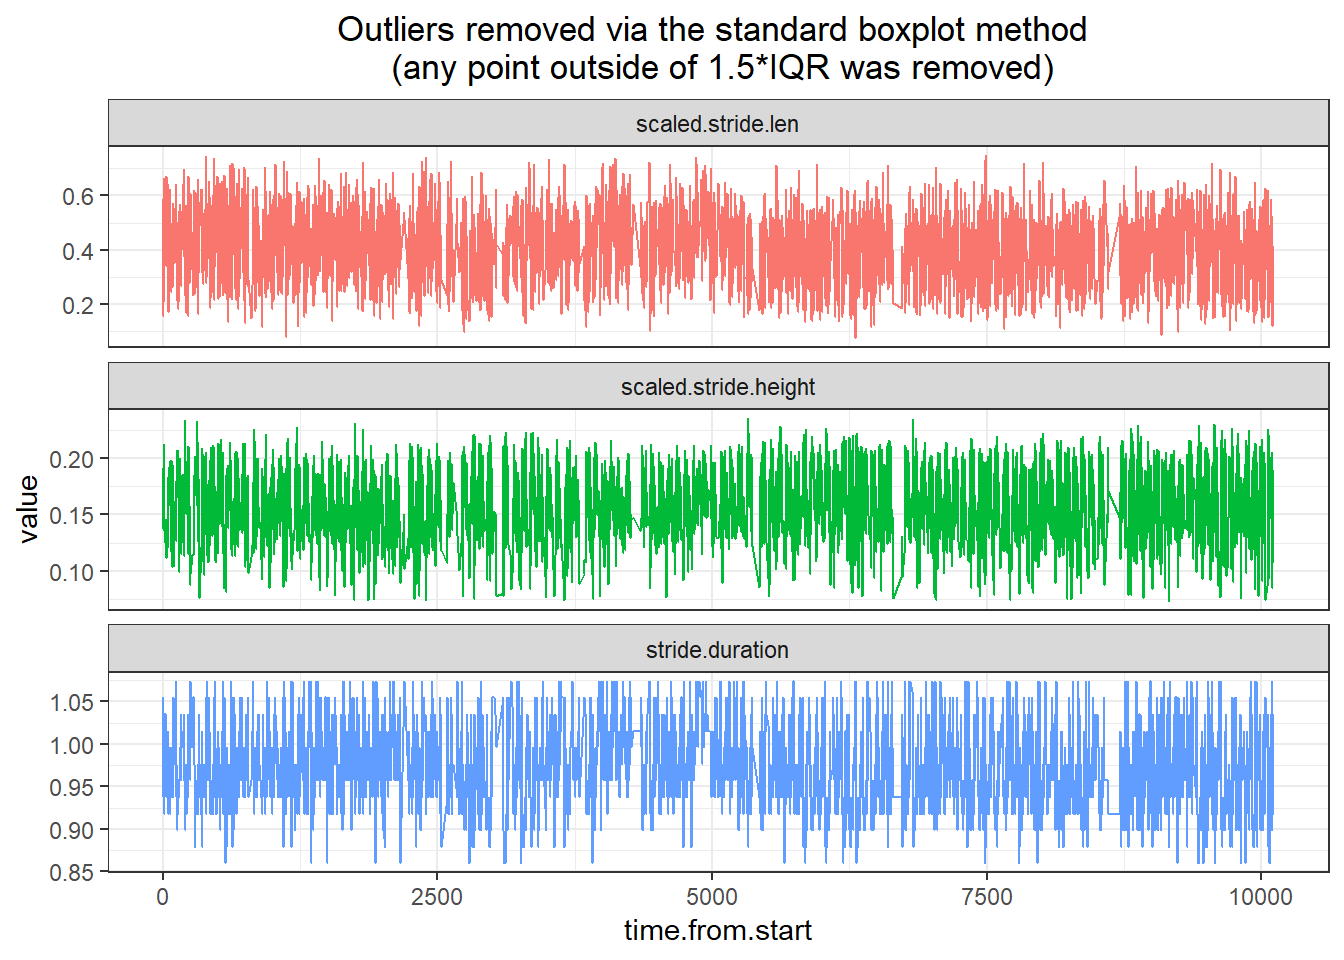 Outliers removed via the standard boxplot method
(any point outside of 1.5*IQR was removed)
scaled.stride.len
0.6
0.4
0.2
scaled.stride.height
value
0.20
0.15
0.10
stride.duration
1.05
1.00
0.95
0.90
0.85
0 2500 5000 7500 10000
time.from.start